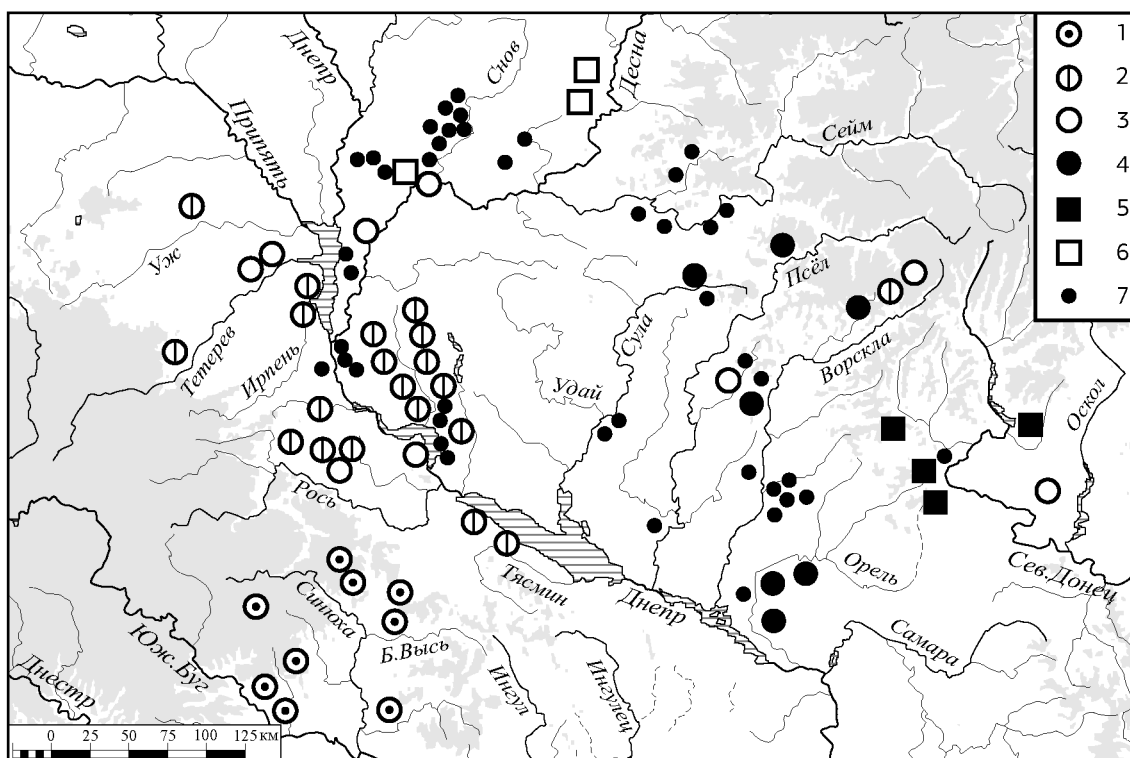 Днепр
Снов
Десна
1
2
3
4
5
6
7
Припять
Сейм
Уж
Псёл
Тетерев
Ирпень
Сула
Удай
Ворскла
Оскол
Рось
Сев.Донец
Орель
Тясмин
Днепр
Синюха
Б.Высь
Самара
Юж.Буг
Ингул
Ингулец
Днестр
0 25 50 75 100 125 км